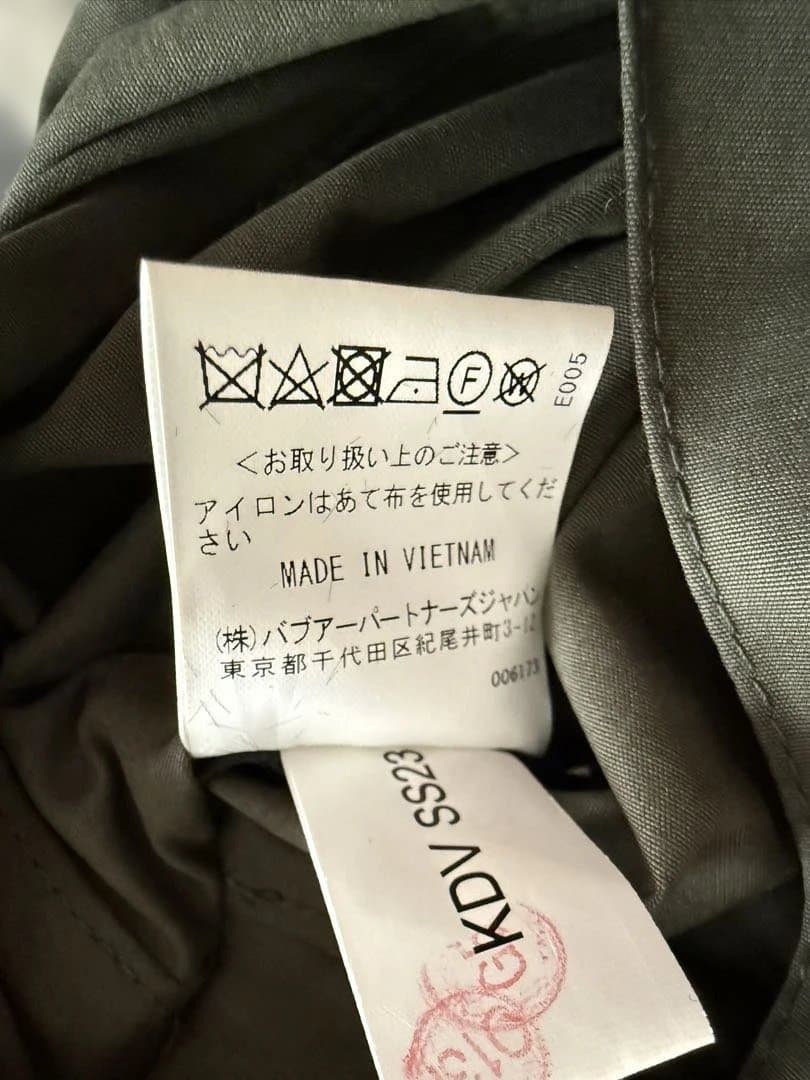 F
W
E005
<お取り扱い上のご注意>
アイロンはあて布を使用してくだ
さい
MADE IN VIETNAM
(株)バブアーパートナーズジャパン
東京都千代田区紀尾井町3-12
006173
KDV SS23